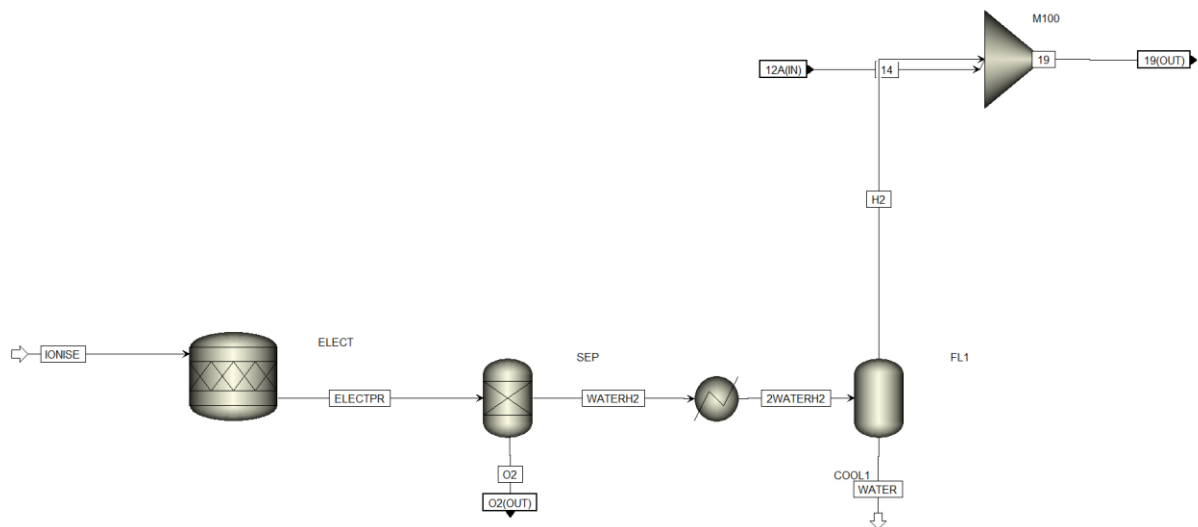 M100
12A(IN)
14
19
19(OUT)
H2
ELECT
SEP
FL1
IONISE
ELECTPR
WATERH2
2WATERH2
O2
COOL1
WATER
O2(OUT)